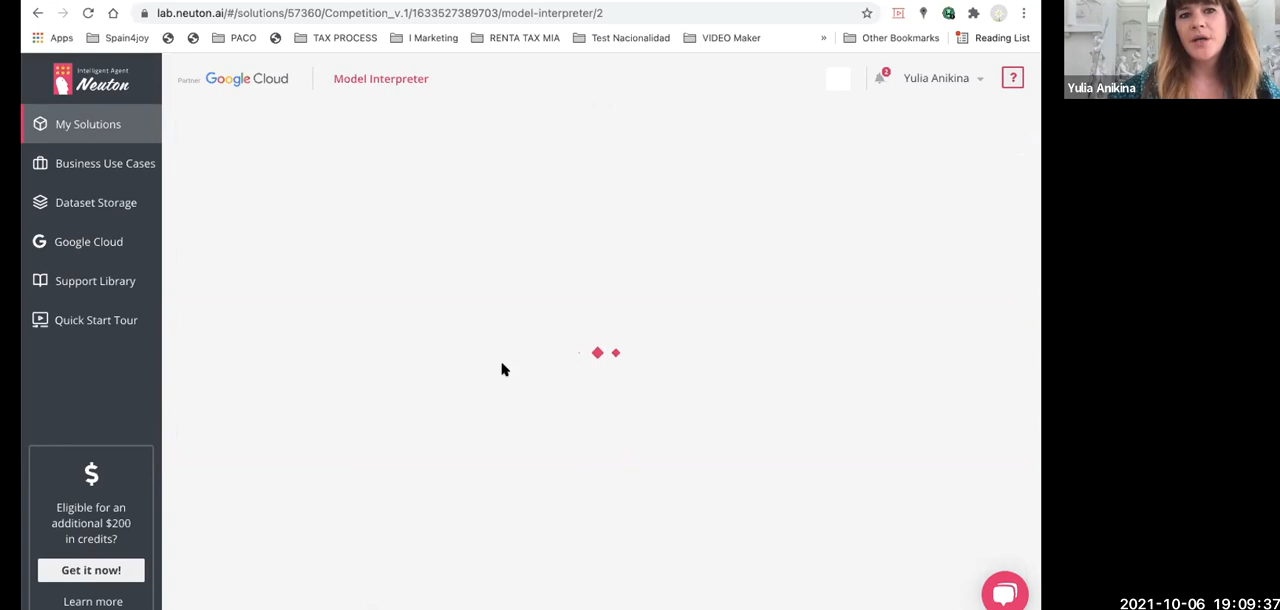 lab.neuton.ai/#/solutions/57360/Competition_v.1/1633527389703/model-interpreter/2
Apps Spain4joy PACO TAX PROCESS I Marketing RENTA TAX MIA Test Nacionalidad VIDEO Maker » Other Bookmarks Reading List
Intelligent Agent
Neuton
Partner Google Cloud Model Interpreter 2 Yulia Anikina ?
Yulia Anikina
My Solutions
Business Use Cases
Dataset Storage
G Google Cloud
Support Library
Quick Start Tour
$
Eligible for an
additional $200
in credits?
Get it now!
Learn more
2021-10-06 19:09:37